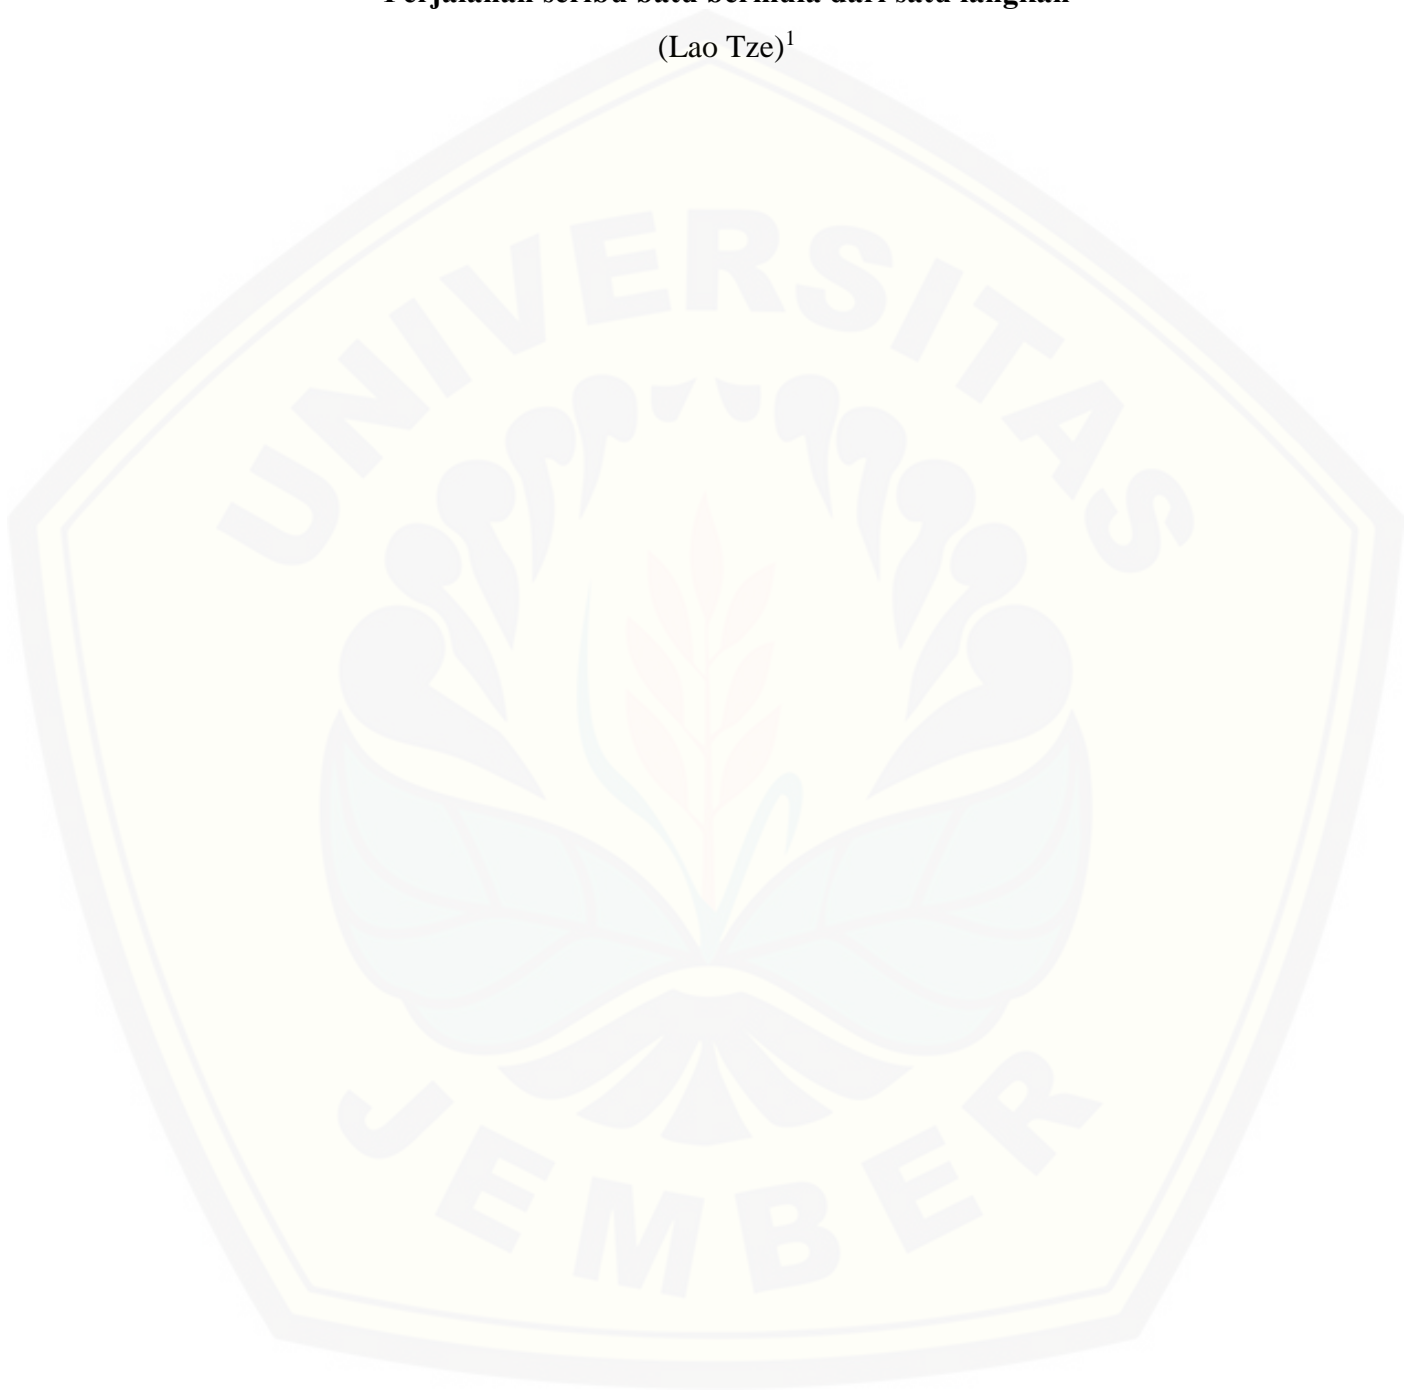 Perjalanan seribu batu bermula dari satu langkah
(Lao Tze)1
UNIVERSITAS
JEMBER